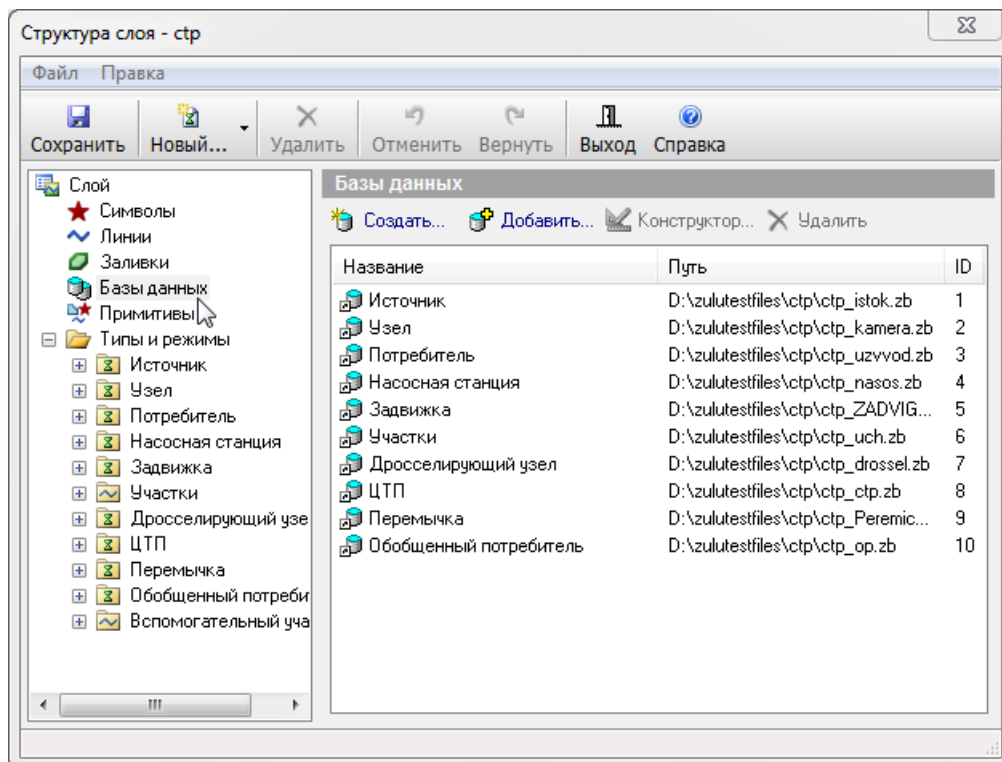 Структура слоя - ctp
Файл Правка
Сохранить Новый... Удалить Отменить Вернуть Выход Справка
Слой
Символы
Линии
Заливки
Базы данных
Примитивы
Типы и режимы
Источник
Узел
Потребитель
Насосная станция
Задвижка
Участки
Дросселирующий узе
ЦТП
Перемычка
Обобщенный потреби
Вспомогательный уча
Базы данных
Создать... Добавить... Конструктор... Удалить
Название Путь ID
Источник D:\zulutestfiles\ctp\ctp_istok.zb 1
Узел D:\zulutestfiles\ctp\ctp_kamera.zb 2
Потребитель D:\zulutestfiles\ctp\ctp_uzvvod.zb 3
Насосная станция D:\zulutestfiles\ctp\ctp_nasos.zb 4
Задвижка D:\zulutestfiles\ctp\ctp_ZADVIG... 5
Участки D:\zulutestfiles\ctp\ctp_uch.zb 6
Дросселирующий узел D:\zulutestfiles\ctp\ctp_drossel.zb 7
ЦТП D:\zulutestfiles\ctp\ctp_ctp.zb 8
Перемычка D:\zulutestfiles\ctp\ctp_Peremic... 9
Обобщенный потребитель D:\zulutestfiles\ctp\ctp_op.zb 10